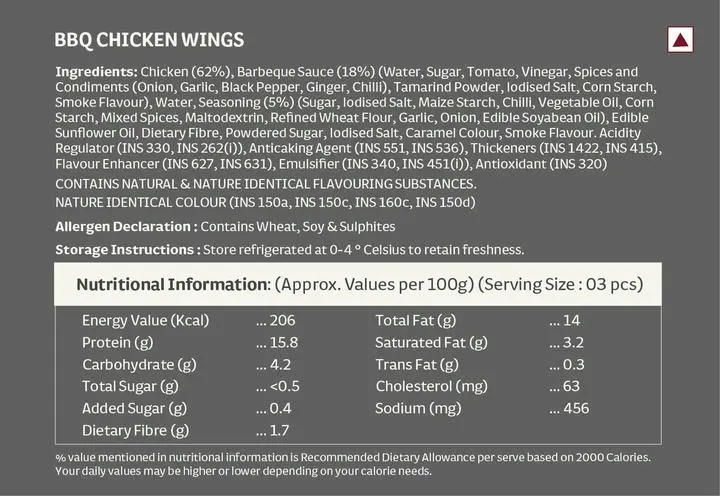 BBQ CHICKEN WINGS
Ingredients: Chicken (62%), Barbeque Sauce (18%) (Water, Sugar, Tomato, Vinegar, Spices and
Condiments (Onion, Garlic, Black Pepper, Ginger, Chilli), Tamarind Powder, Iodised Salt, Corn Starch,
Smoke Flavour), Water, Seasoning (5%) (Sugar, Iodised Salt, Maize Starch, Chilli, Vegetable Oil, Corn
Starch, Mixed Spices, Maltodextrin, Refined Wheat Flour, Garlic, Onion, Edible Soyabean Oil), Edible
Sunflower Oil, Dietary Fibre, Powdered Sugar, Iodised Salt, Caramel Colour, Smoke Flavour. Acidity
Regulator (INS 330, INS 262(i)), Anticaking Agent (INS 551, INS 536), Thickeners (INS 1422, INS 415),
Flavour Enhancer (INS 627, INS 631), Emulsifier (INS 340, INS 451(i)), Antioxidant (INS 320)
CONTAINS NATURAL & NATURE IDENTICAL FLAVOURING SUBSTANCES.
NATURE IDENTICAL COLOUR (INS 150a, INS 150c, INS 160c, INS 150d)
Allergen Declaration : Contains Wheat, Soy & Sulphites
Storage Instructions : Store refrigerated at 0-4 º Celsius to retain freshness.
Nutritional Information: (Approx. Values per 100g) (Serving Size : 03 pcs)
Energy Value (Kcal) ... 206 Total Fat (g) ... 14
Protein (g) ... 15.8 Saturated Fat (g) ... 3.2
Carbohydrate (g) ... 4.2 Trans Fat (g) ... 0.3
Total Sugar (g) ... <0.5 Cholesterol (mg) ... 63
Added Sugar (g) ... 0.4 Sodium (mg) ... 456
Dietary Fibre (g) ... 1.7
% value mentioned in nutritional information is Recommended Dietary Allowance per serve based on 2000 Calories.
Your daily values may be higher or lower depending on your calorie needs.